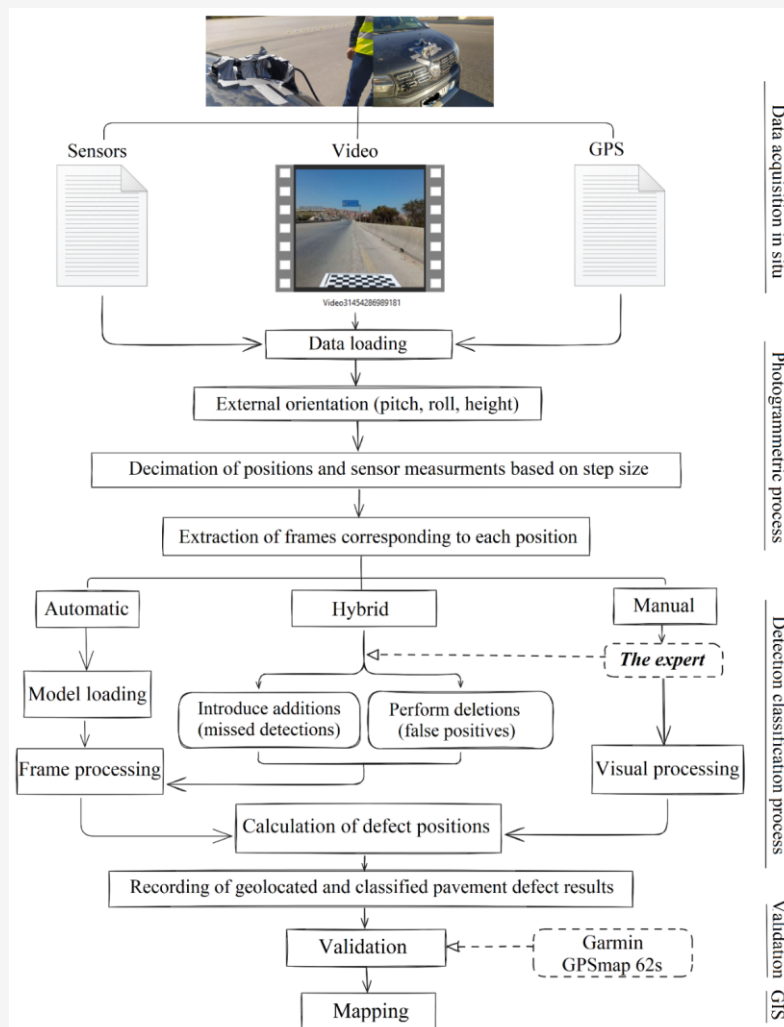 Sensors
Video
GPS
Video31454286989181
Data loading
External orientation (pitch, roll, height)
Decimation of positions and sensor measurments based on step size
Extraction of frames corresponding to each position
Automatic
Hybrid
Manual
The expert
Model loading
Introduce additions
(missed detections)
Perform deletions
(false positives)
Frame processing
Visual processing
Calculation of defect positions
Recording of geolocated and classified pavement defect results
Validation
Garmin
GPSmap 62s
Mapping
Data acquisition in situ
Photogrammetric process
Detection classification process
Validation
GIS